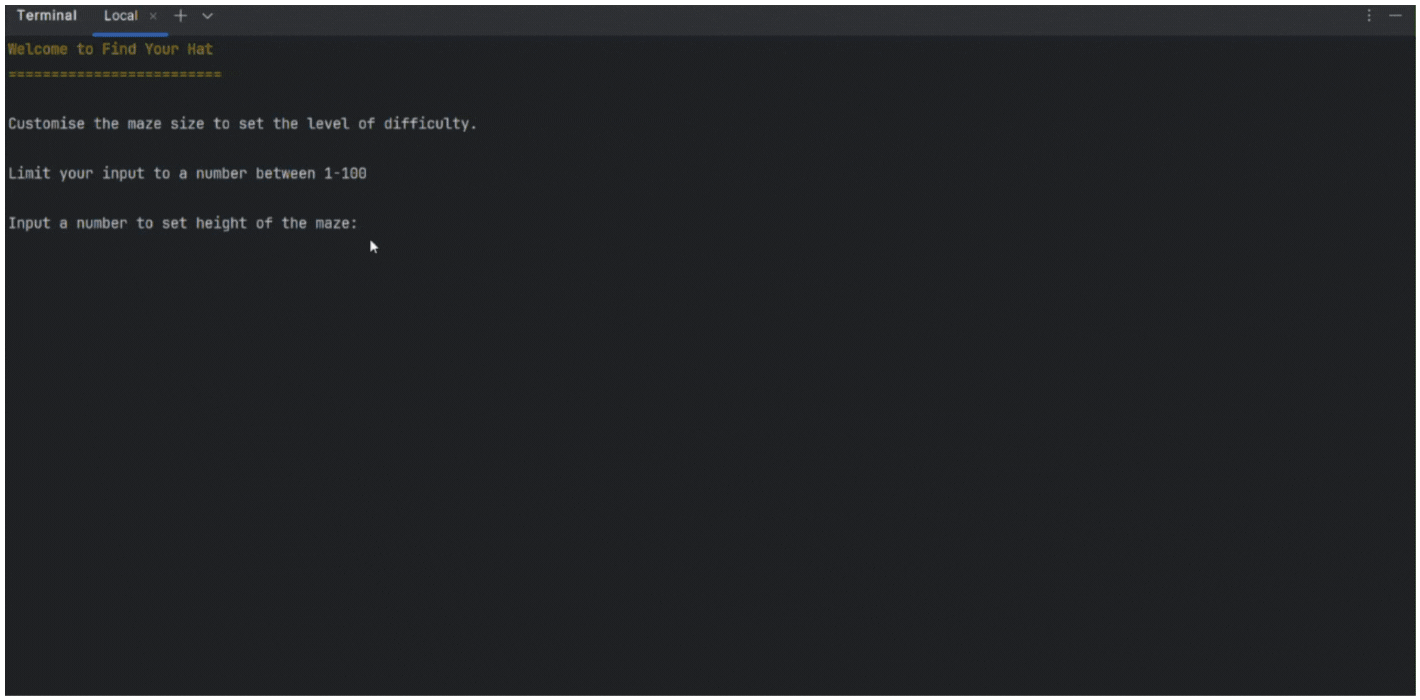 Terminal Local × + ⌄
Welcome to Find Your Hat
=========================
Customise the maze size to set the level of difficulty.
Limit your input to a number between 1-100
Input a number to set height of the maze: